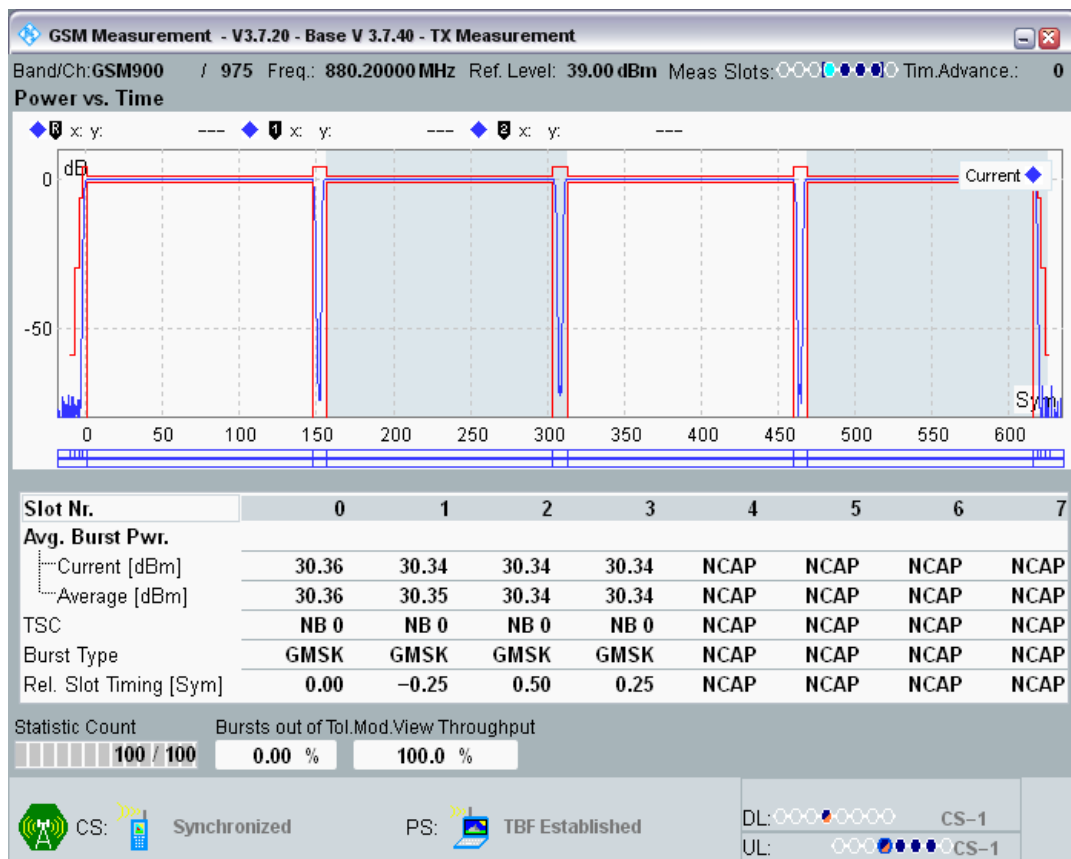 GSM Measurement - V3.7.20 - Base V 3.7.40 - TX Measurement
Band/Ch:GSM900 / 975 Freq.: 880.20000 MHz Ref. Level: 39.00 dBm Meas Slots: Tim.Advance.: 0
Power vs. Time
R x: y: --- 1 x: y: --- 2 x: y: ---
dB
0
Current
-50
Sym
0 50 100 150 200 250 300 350 400 450 500 550 600
Slot Nr. 0 1 2 3 4 5 6 7
Avg. Burst Pwr.
Current [dBm] 30.36 30.34 30.34 30.34 NCAP NCAP NCAP NCAP
Average [dBm] 30.36 30.35 30.34 30.34 NCAP NCAP NCAP NCAP
TSC NB 0 NB 0 NB 0 NB 0 NCAP NCAP NCAP NCAP
Burst Type GMSK GMSK GMSK GMSK NCAP NCAP NCAP NCAP
Rel. Slot Timing [Sym] 0.00 −0.25 0.50 0.25 NCAP NCAP NCAP NCAP
Statistic Count Bursts out of Tol.Mod.View Throughput
100 / 100 0.00 % 100.0 %
CS: Synchronized PS: TBF Established
DL: CS−1
UL: CS−1